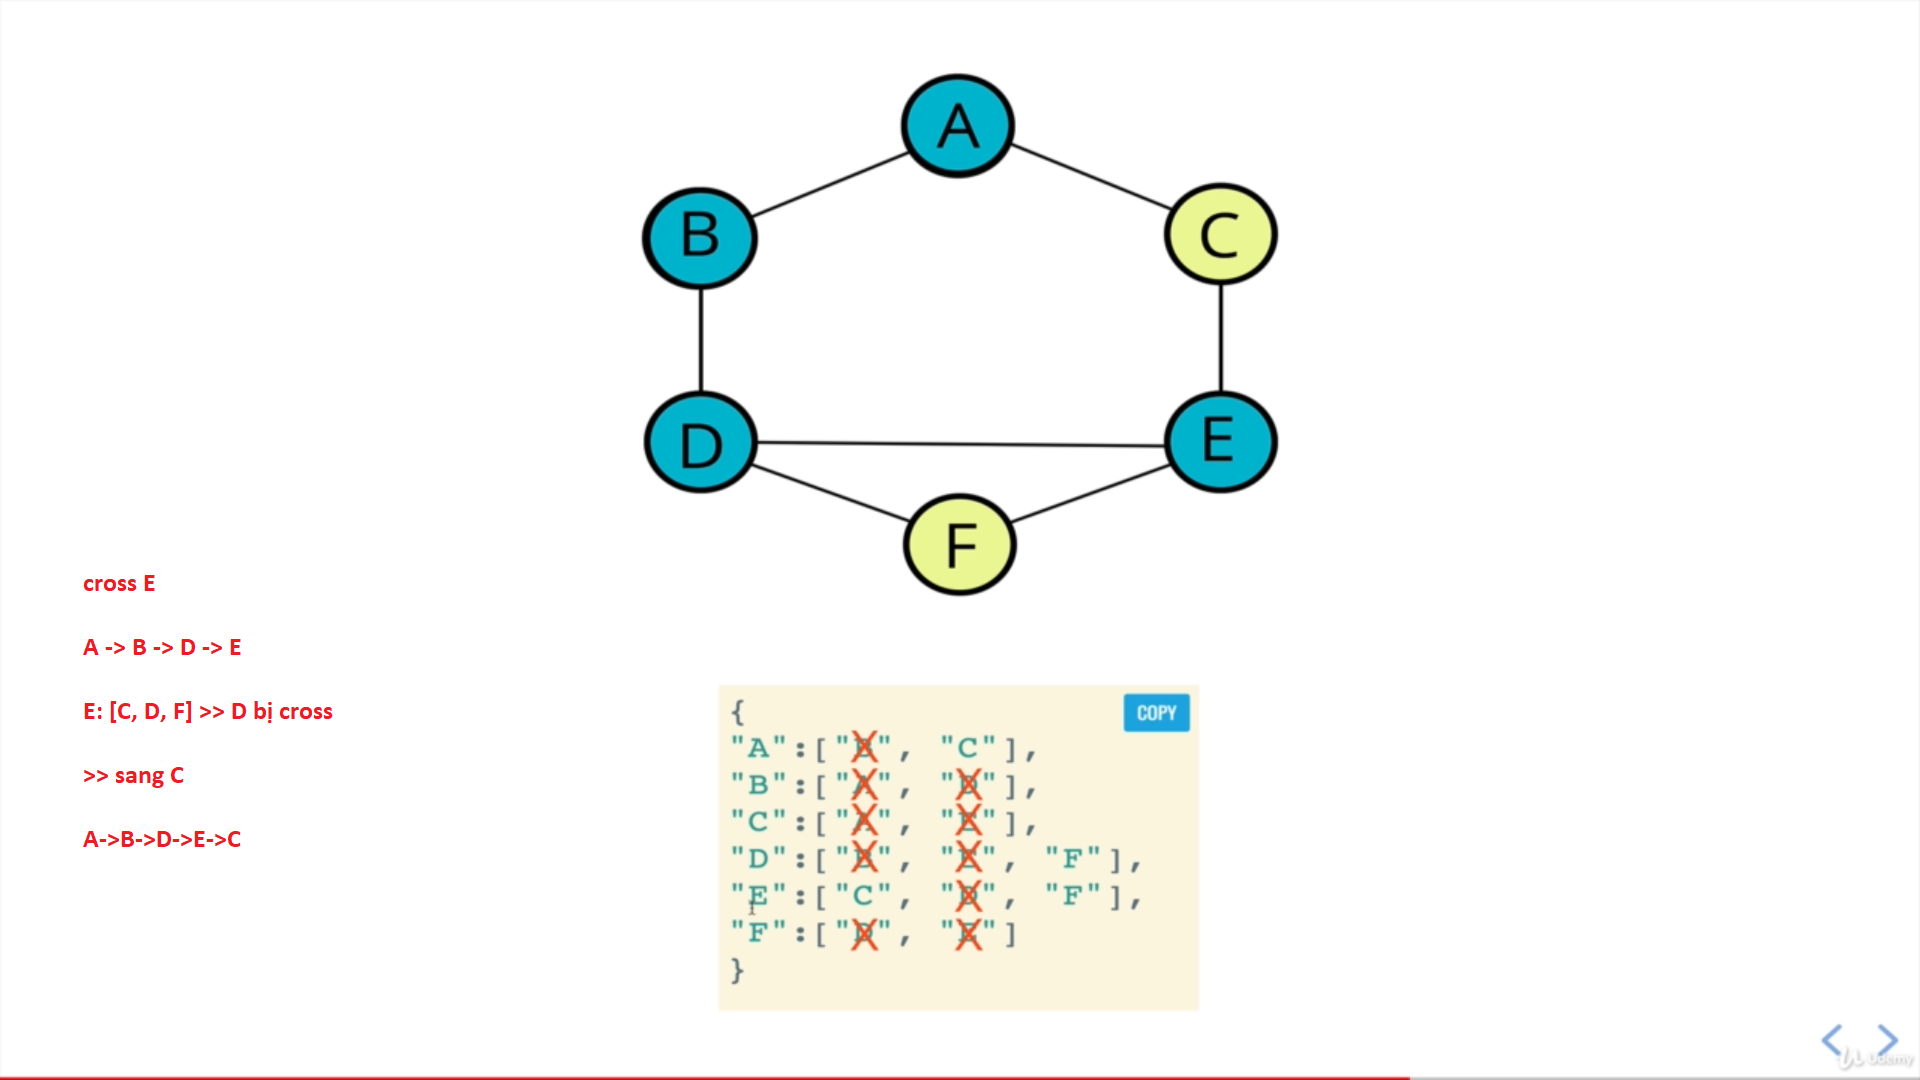 A
B
C
D
E
F
cross E
A -> B -> D -> E
E: [C, D, F] >> D bị cross
>> sang C
A->B->D->E->C
COPY
{
"A":["B", "C"],
"B":["A", "D"],
"C":["A", "E"],
"D":["B", "E", "F"],
"E":["C", "D", "F"],
"F":["D", "E"]
}
Udemy